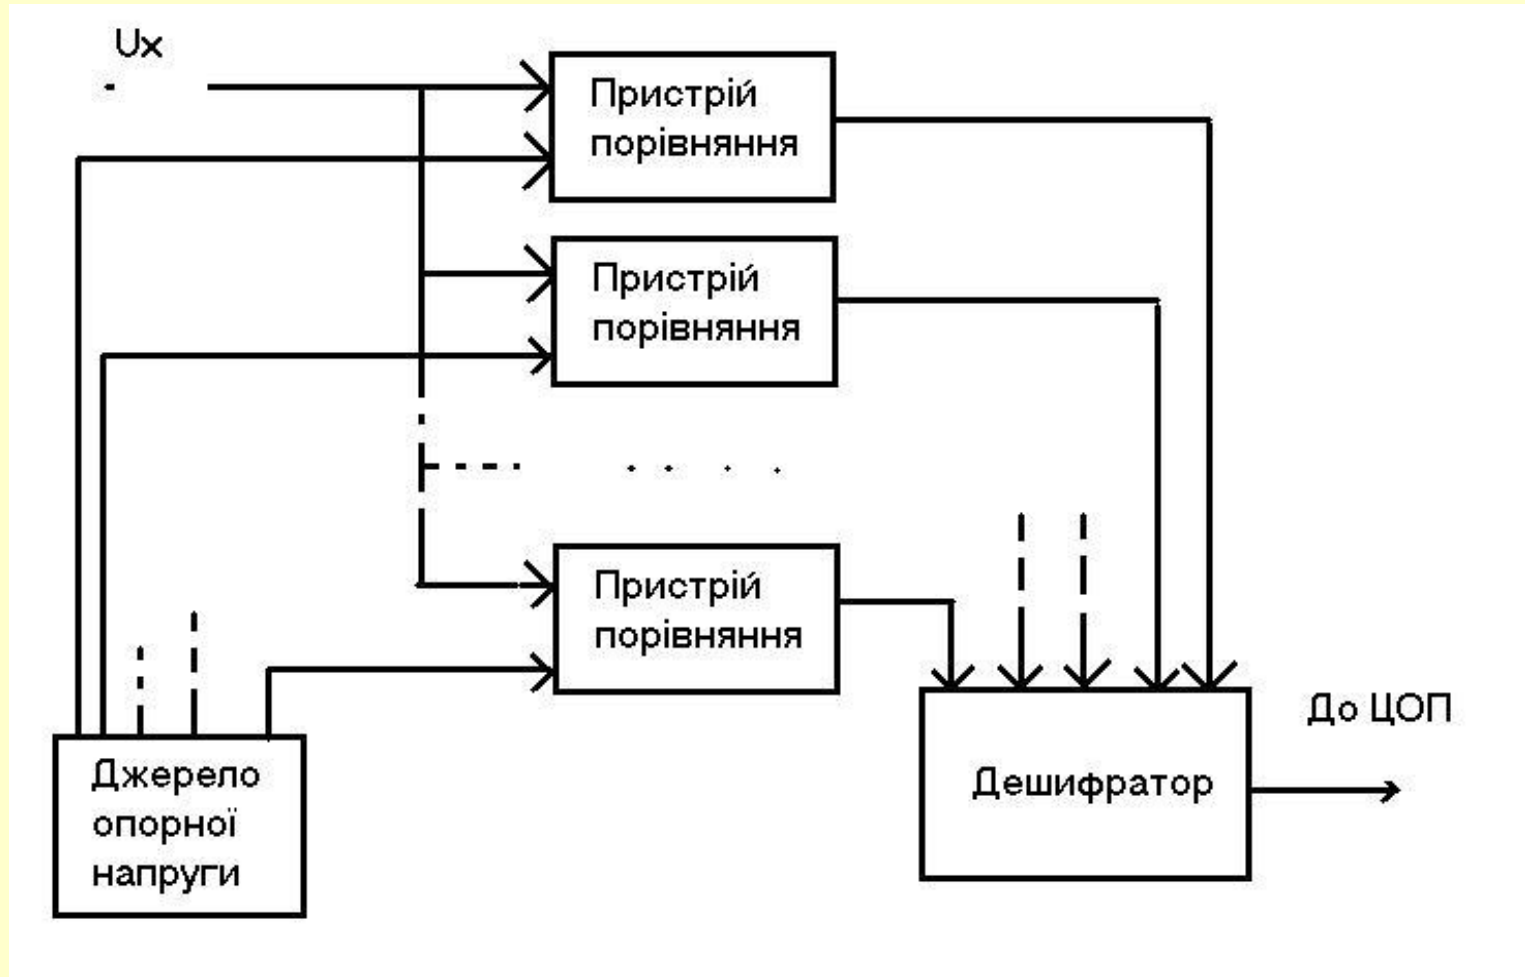 Ux
Пристрій
порівняння
Пристрій
порівняння
Пристрій
порівняння
До ЦОП
Джерело
опорної
напруги
Дешифратор